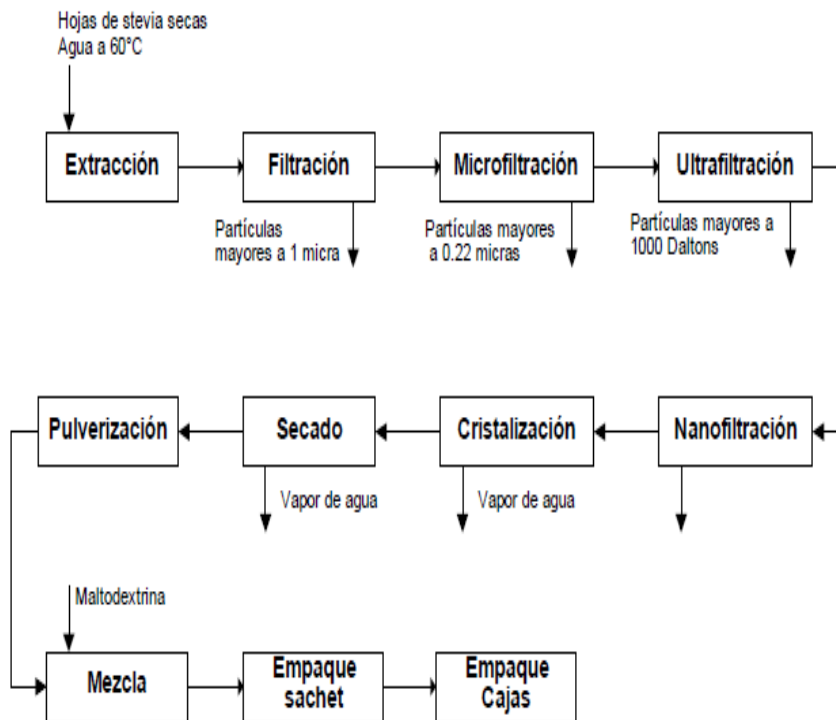 Hojas de stevia secas
Agua a 60°C
Extracción
Filtración
Microfiltración
Ultrafiltración
Partículas
mayores a 1 micra
Partículas mayores
a 0.22 micras
Partículas mayores a
1000 Daltons
Pulverización
Secado
Cristalización
Nanofiltración
Vapor de agua
Vapor de agua
Maltodextrina
Mezcla
Empaque
sachet
Empaque
Cajas